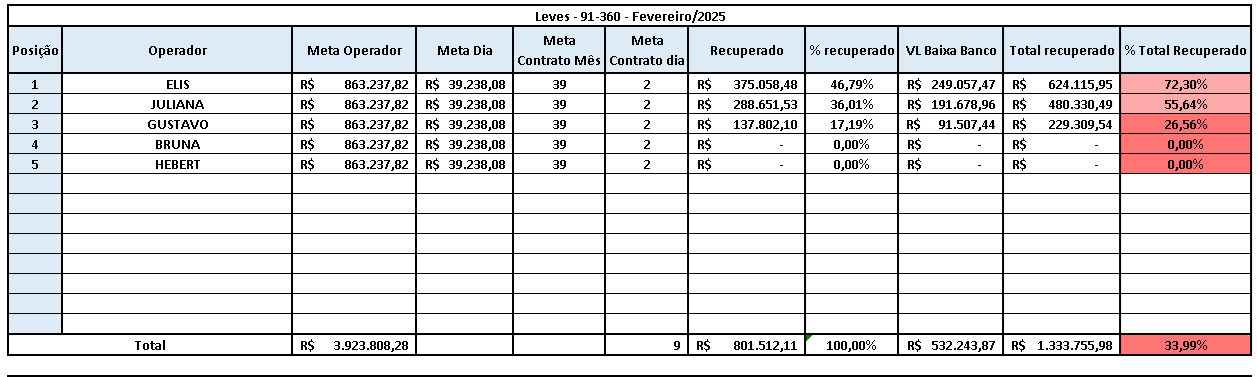 Leves - 91-360 - Fevereiro/2025
Posição Operador Meta Operador Meta Dia Meta Contrato Mês Meta Contrato dia Recuperado % recuperado VL Baixa Banco Total recuperado % Total Recuperado
1 ELIS R$ 863.237,82 R$ 39.238,08 39 2 R$ 375.058,48 46,79% R$ 249.057,47 R$ 624.115,95 72,30%
2 JULIANA R$ 863.237,82 R$ 39.238,08 39 2 R$ 288.651,53 36,01% R$ 191.678,96 R$ 480.330,49 55,64%
3 GUSTAVO R$ 863.237,82 R$ 39.238,08 39 2 R$ 137.802,10 17,19% R$ 91.507,44 R$ 229.309,54 26,56%
4 BRUNA R$ 863.237,82 R$ 39.238,08 39 2 R$ - 0,00% R$ - R$ - 0,00%
5 HEBERT R$ 863.237,82 R$ 39.238,08 39 2 R$ - 0,00% R$ - R$ - 0,00%
Total R$ 3.923.808,28 9 R$ 801.512,11 100,00% R$ 532.243,87 R$ 1.333.755,98 33,99%